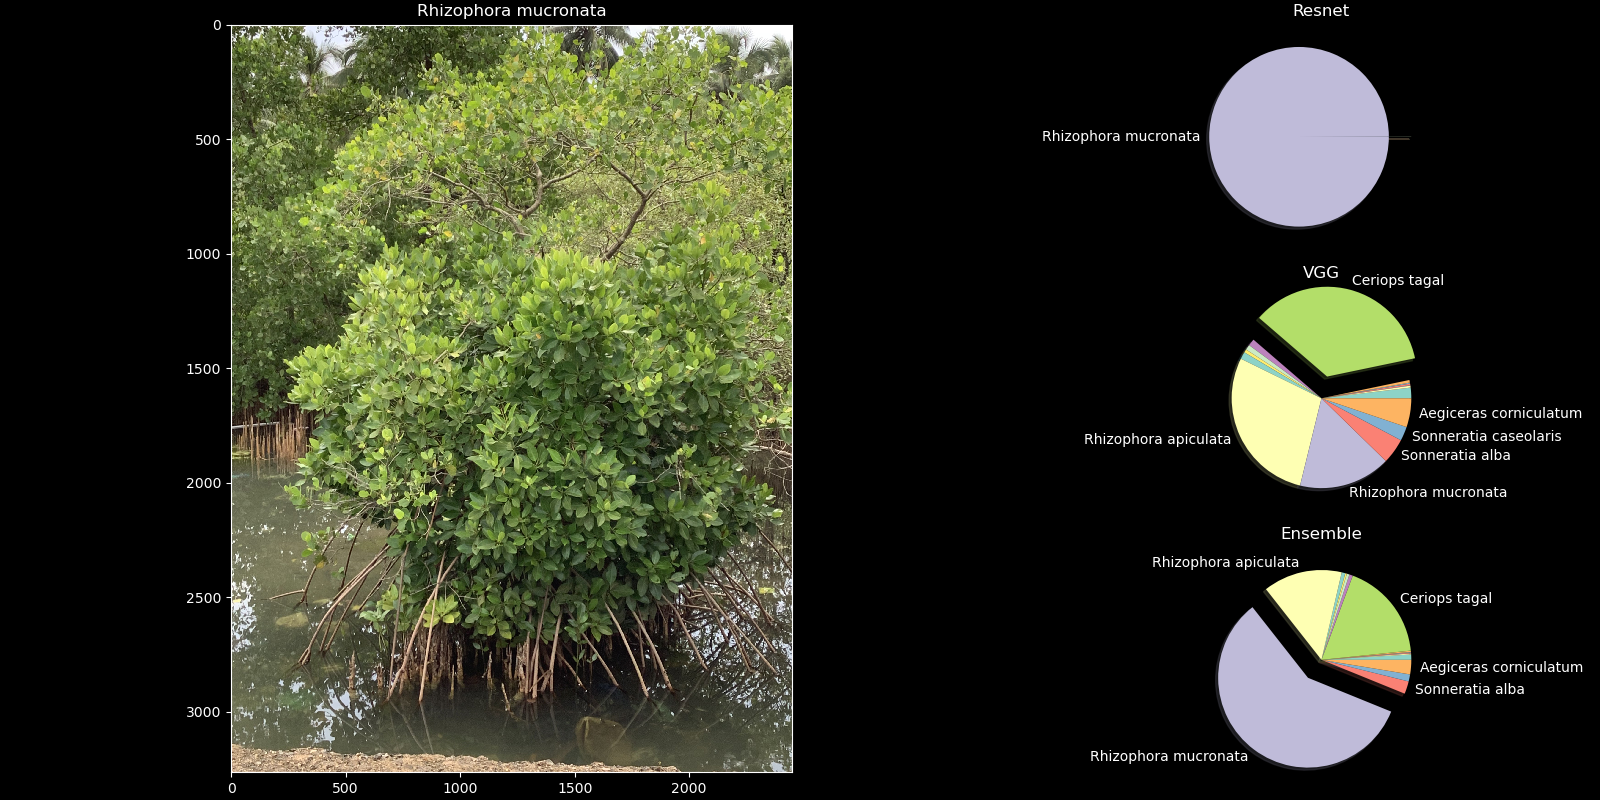 Rhizophora mucronata
0
500
1000
1500
2000
2500
3000
0
500
1000
1500
2000
Resnet
Rhizophora mucronata
VGG
Ceriops tagal
Aegiceras corniculatum
Rhizophora apiculata
Sonneratia caseolaris
Sonneratia alba
Rhizophora mucronata
Ensemble
Rhizophora apiculata
Ceriops tagal
Aegiceras corniculatum
Sonneratia alba
Rhizophora mucronata